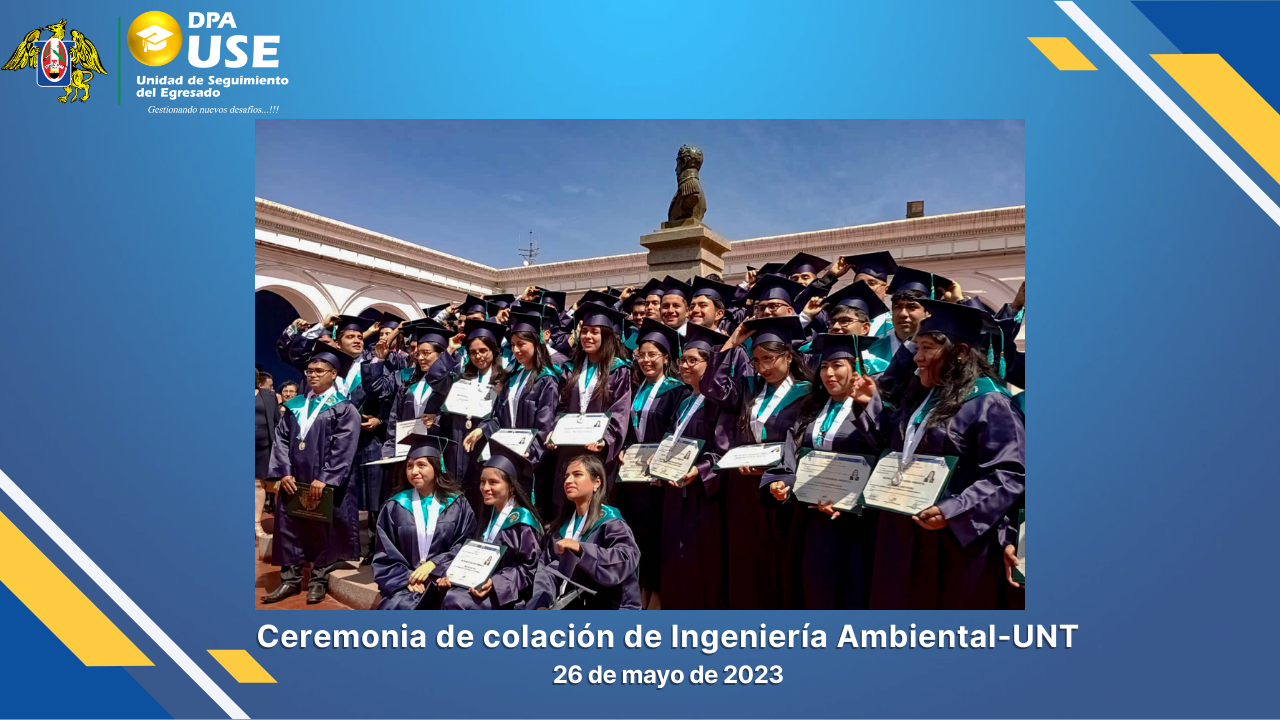 DPA
USE
Unidad de Seguimiento
del Egresado
Gestionando nuevos desafíos...!!!
Ceremonia de colación de Ingeniería Ambiental-UNT
26 de mayo de 2023